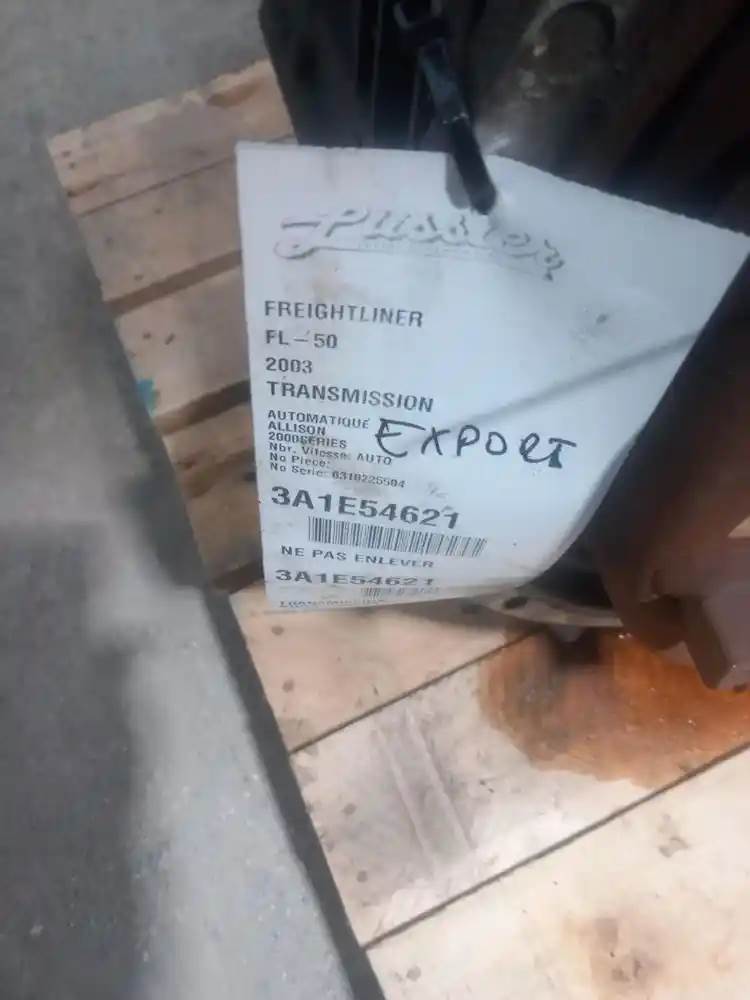 FREIGHTLINER
FL-50
2003
TRANSMISSION
AUTOMATIQUE
ALLISON
2000SERIES
Nbr. Vitesse: AUTO
No Piece:
No Serie: 6310225504
EXPORT
3A1E54621
NE PAS ENLEVER
3A1E54621
TRANSMISSION